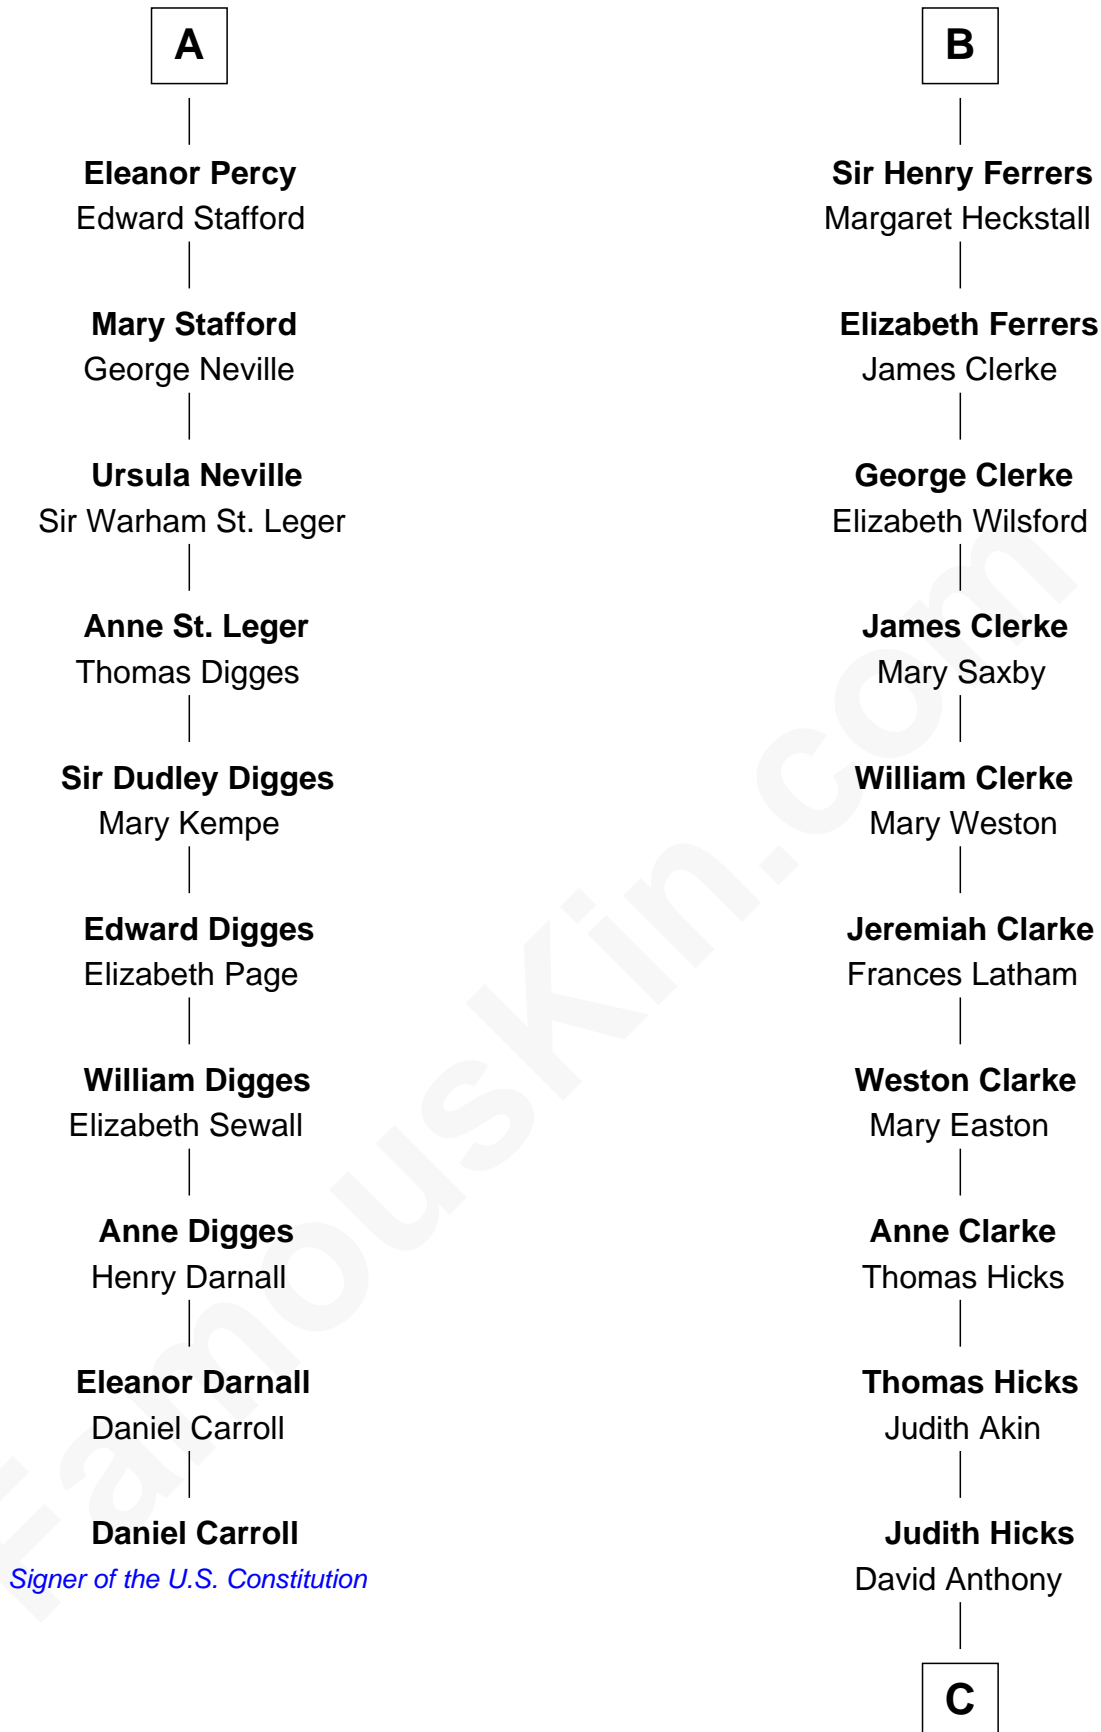 A
Eleanor Percy
Edward Stafford
Mary Stafford
George Neville
Ursula Neville
Sir Warham St. Leger
Anne St. Leger
Thomas Digges
Sir Dudley Digges
Mary Kempe
Edward Digges
Elizabeth Page
William Digges
Elizabeth Sewall
Anne Digges
Henry Darnall
Eleanor Darnall
Daniel Carroll
Daniel Carroll
Signer of the U.S. Constitution
B
Sir Henry Ferrers
Margaret Heckstall
Elizabeth Ferrers
James Clerke
George Clerke
Elizabeth Wilsford
James Clerke
Mary Saxby
William Clerke
Mary Weston
Jeremiah Clarke
Frances Latham
Weston Clarke
Mary Easton
Anne Clarke
Thomas Hicks
Thomas Hicks
Judith Akin
Judith Hicks
David Anthony
C
FamousKin.com